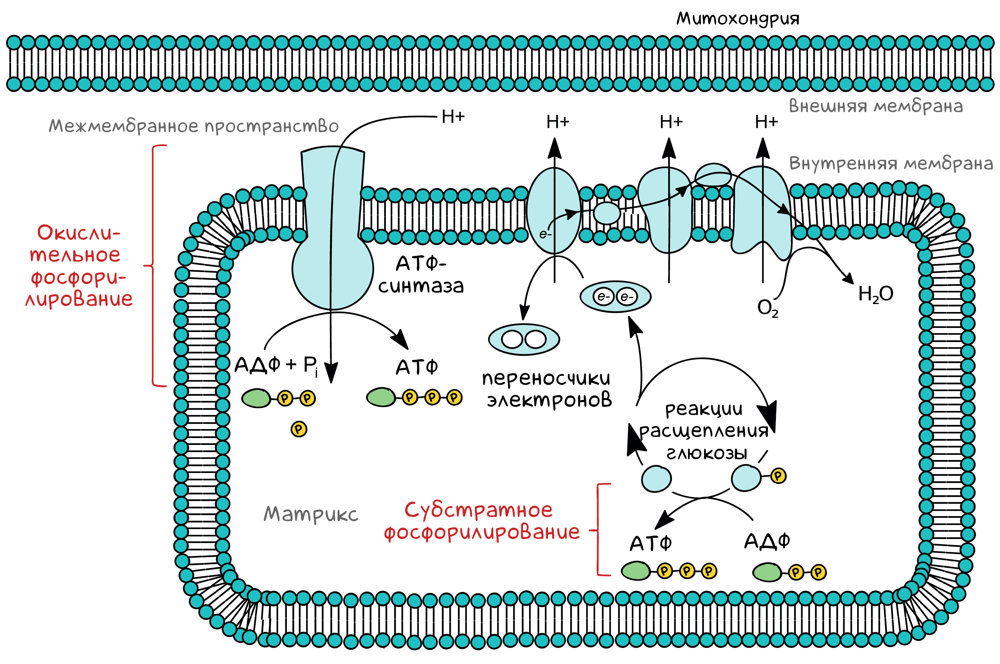 Митохондрия
Внешняя мембрана
Межмембранное пространство
H+
H+
H+
H+
Внутренняя мембрана
Окисли-
тельное
фосфори-
лирование
e-
АТФ-
синтаза
e- e-
O2
H2O
АДФ + Pi
АТФ
P P
P P P
P
переносчики
электронов
реакции
расщепления
глюкозы
P
Матрикс
Субстратное
фосфорилирование
АТФ
АДФ
P P P
P P